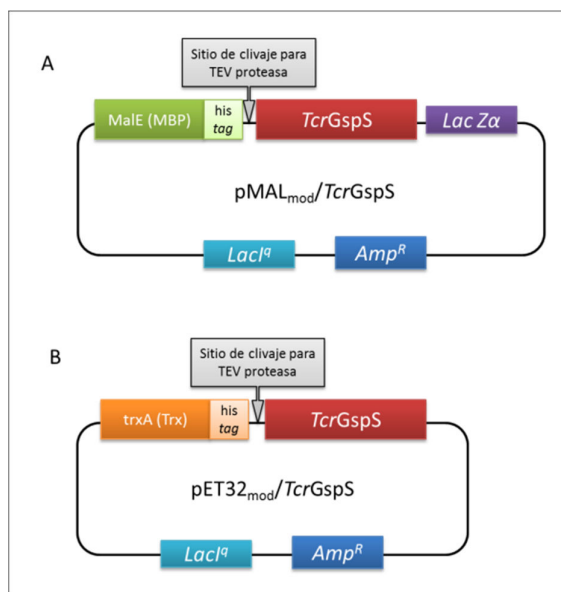 A
Sitio de clivaje para
TEV proteasa
MalE (MBP)
his
tag
TcrGspS
Lac Zα
pMALmod/TcrGspS
LacIq
AmpR
B
Sitio de clivaje para
TEV proteasa
trxA (Trx)
his
tag
TcrGspS
pET32mod/TcrGspS
LacIq
AmpR